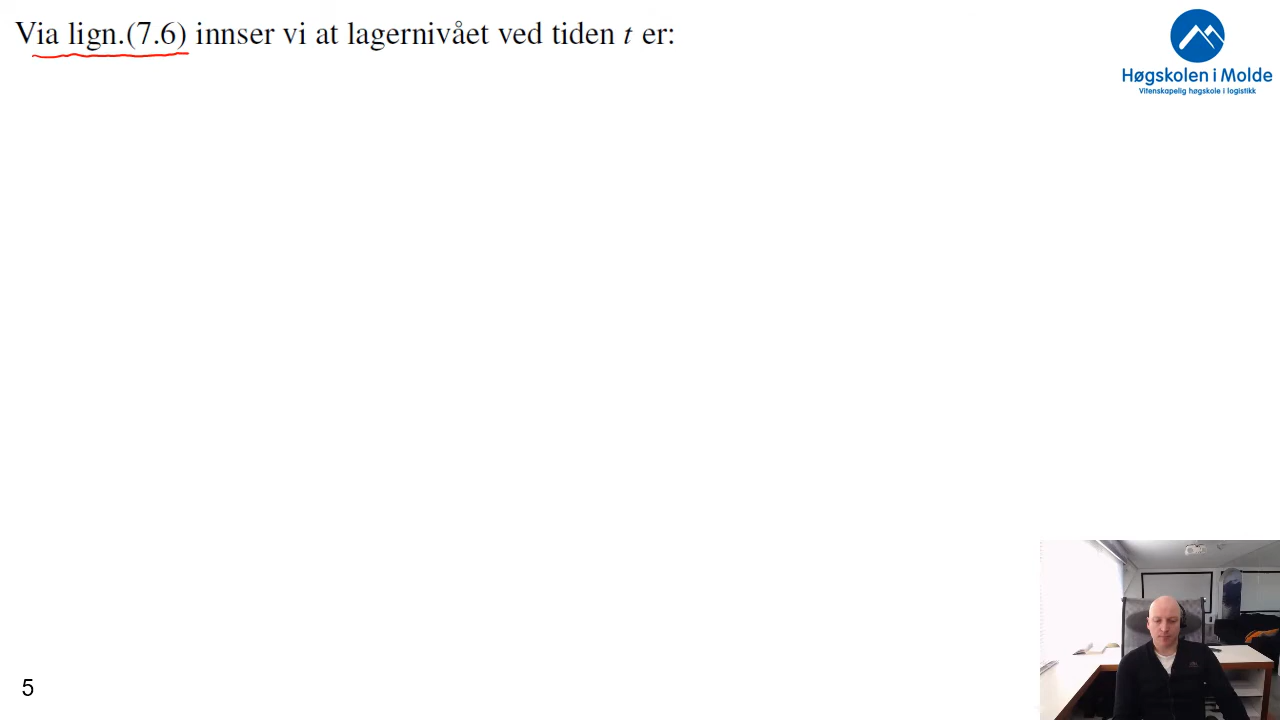 Via lign.(7.6) innser vi at lagernivået ved tiden t er:
Høgskolen i Molde
Vitenskapelig høgskole i logistikk
5